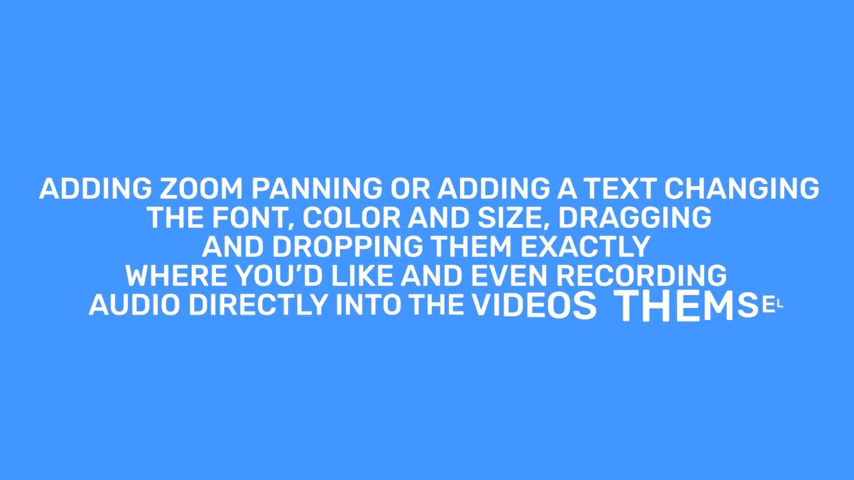 ADDING ZOOM PANNING OR ADDING A TEXT CHANGING
THE FONT, COLOR AND SIZE, DRAGGING
AND DROPPING THEM EXACTLY
WHERE YOU’D LIKE AND EVEN RECORDING
AUDIO DIRECTLY INTO THE VIDEOS THEMSEL